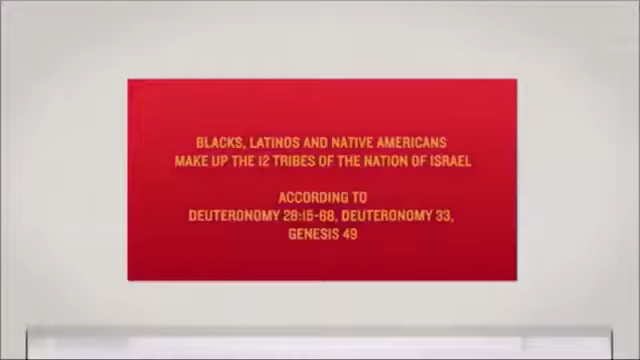 BLACKS, LATINOS AND NATIVE AMERICANS
MAKE UP THE 12 TRIBES OF THE NATION OF ISRAEL
ACCORDING TO
DEUTERONOMY 28:15-68, DEUTERONOMY 33,
GENESIS 49